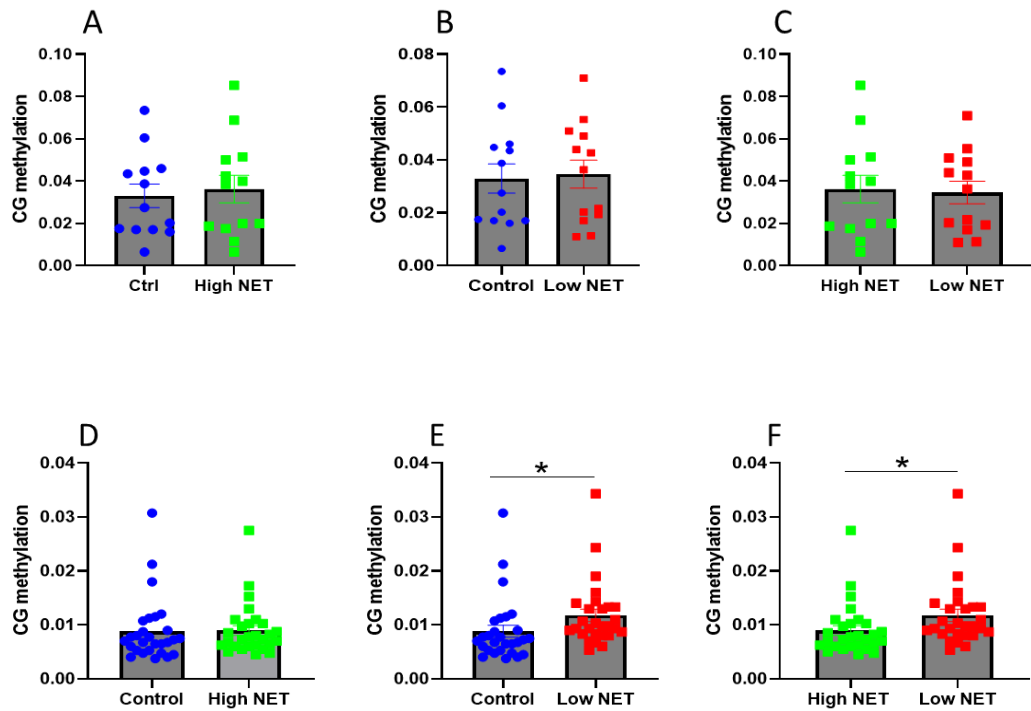 A
CG methylation
0.10
0.08
0.06
0.04
0.02
0.00
Ctrl High NET
B
CG methylation
0.08
0.06
0.04
0.02
0.00
Control Low NET
C
CG methylation
0.10
0.08
0.06
0.04
0.02
0.00
High NET Low NET
D
CG methylation
0.04
0.03
0.02
0.01
0.00
Control High NET
E
*
CG methylation
0.04
0.03
0.02
0.01
0.00
Control Low NET
F
*
CG methylation
0.04
0.03
0.02
0.01
0.00
High NET Low NET